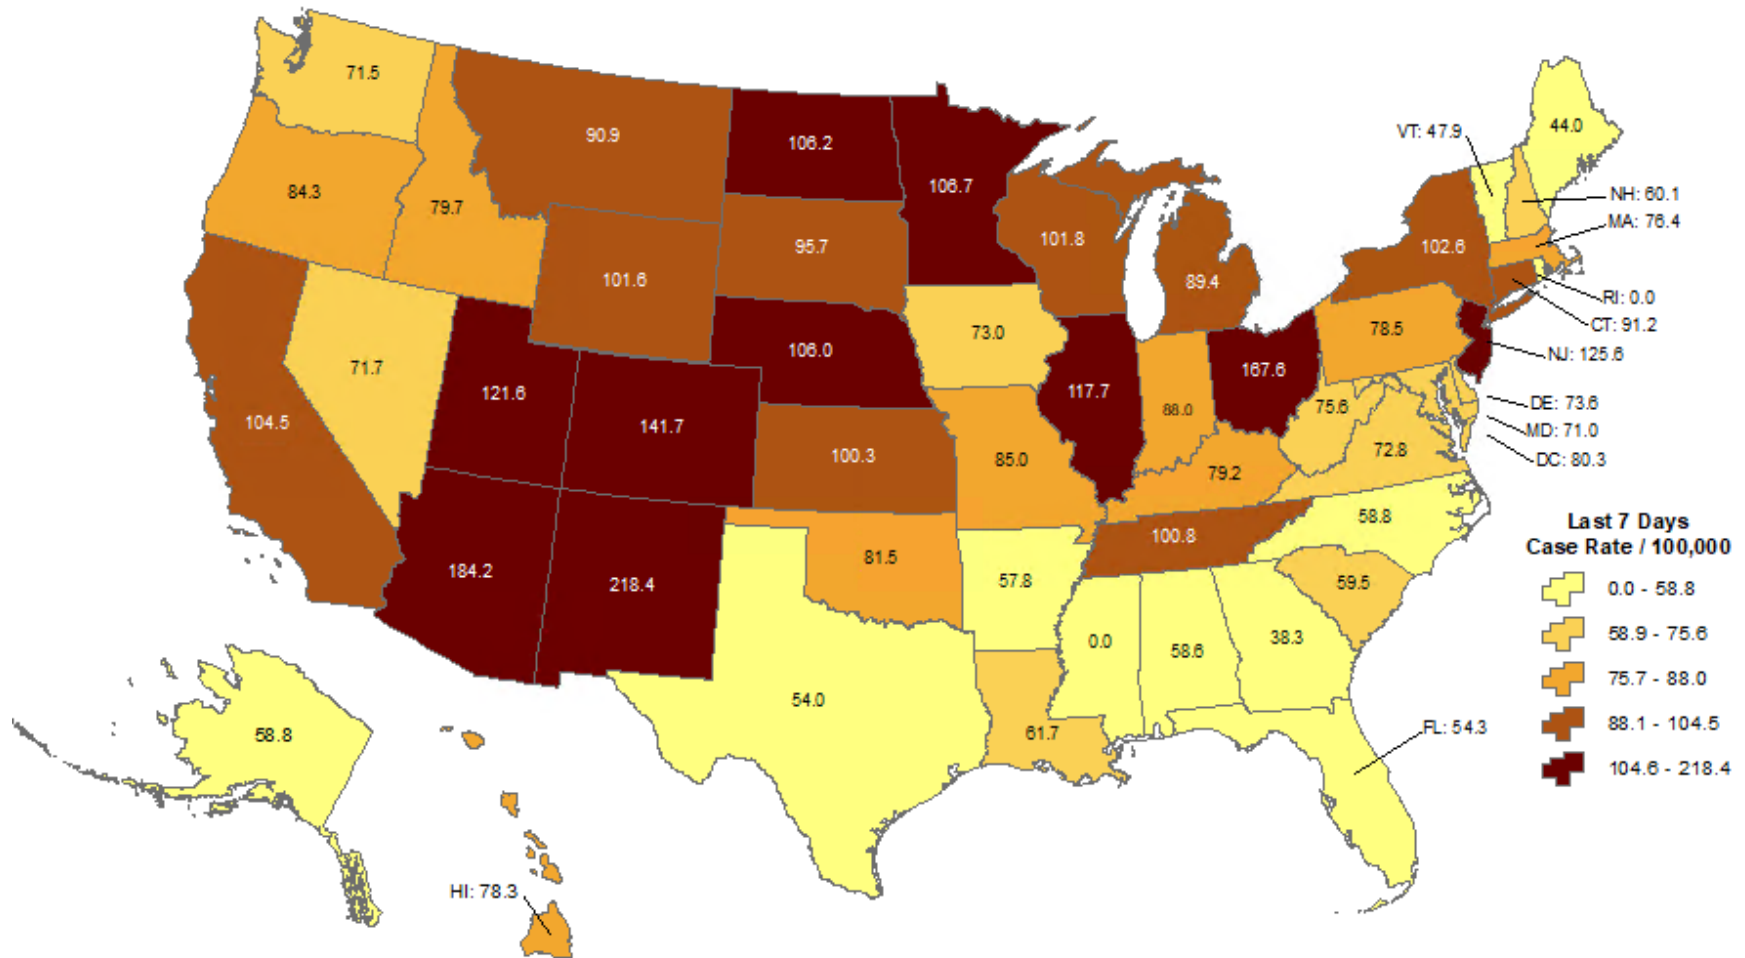 71.5
90.9
106.2
106.7
44.0
VT: 47.9
84.3
79.7
NH: 60.1
MA: 76.4
101.6
95.7
101.8
89.4
102.6
RI: 0.0
CT: 91.2
NJ: 125.6
71.7
104.5
121.6
141.7
106.0
73.0
117.7
88.0
167.6
78.5
75.6
DE: 73.6
MD: 71.0
DC: 80.3
100.3
85.0
79.2
72.8
184.2
218.4
81.5
57.8
100.8
58.8
59.5
54.0
61.7
0.0
58.6
38.3
FL: 54.3
58.8
HI: 78.3
Last 7 Days
Case Rate / 100,000
0.0 - 58.8
58.9 - 75.6
75.7 - 88.0
88.1 - 104.5
104.6 - 218.4